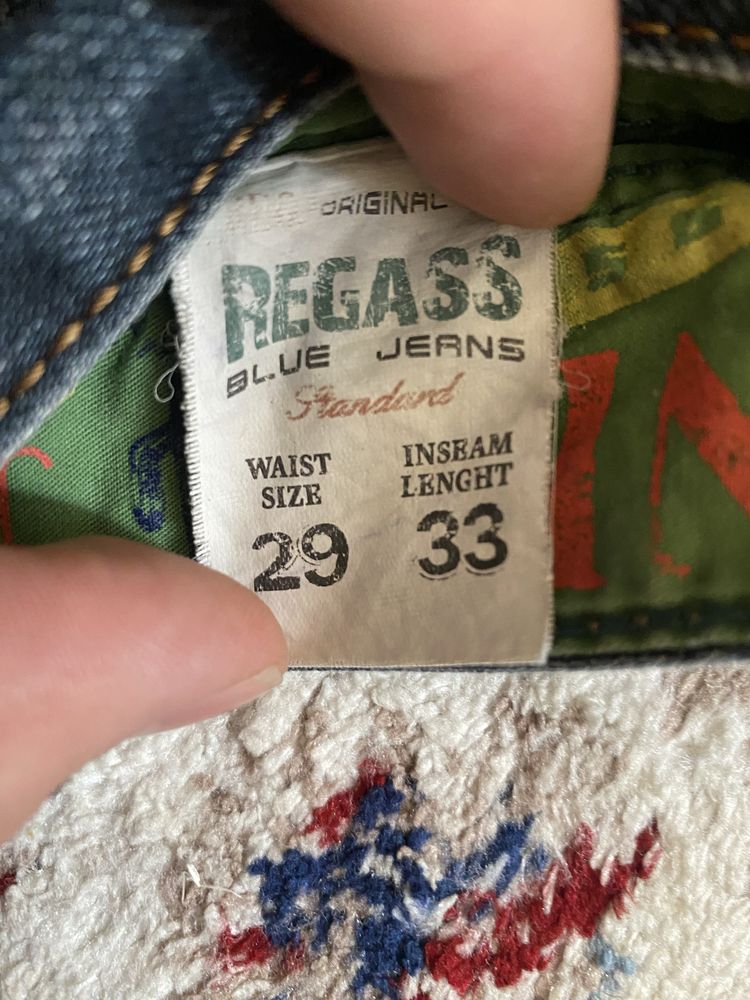 ORIGINAL
REGASS
BLUE JEANS
Standard
WAIST
SIZE
29
INSEAM
LENGHT
33